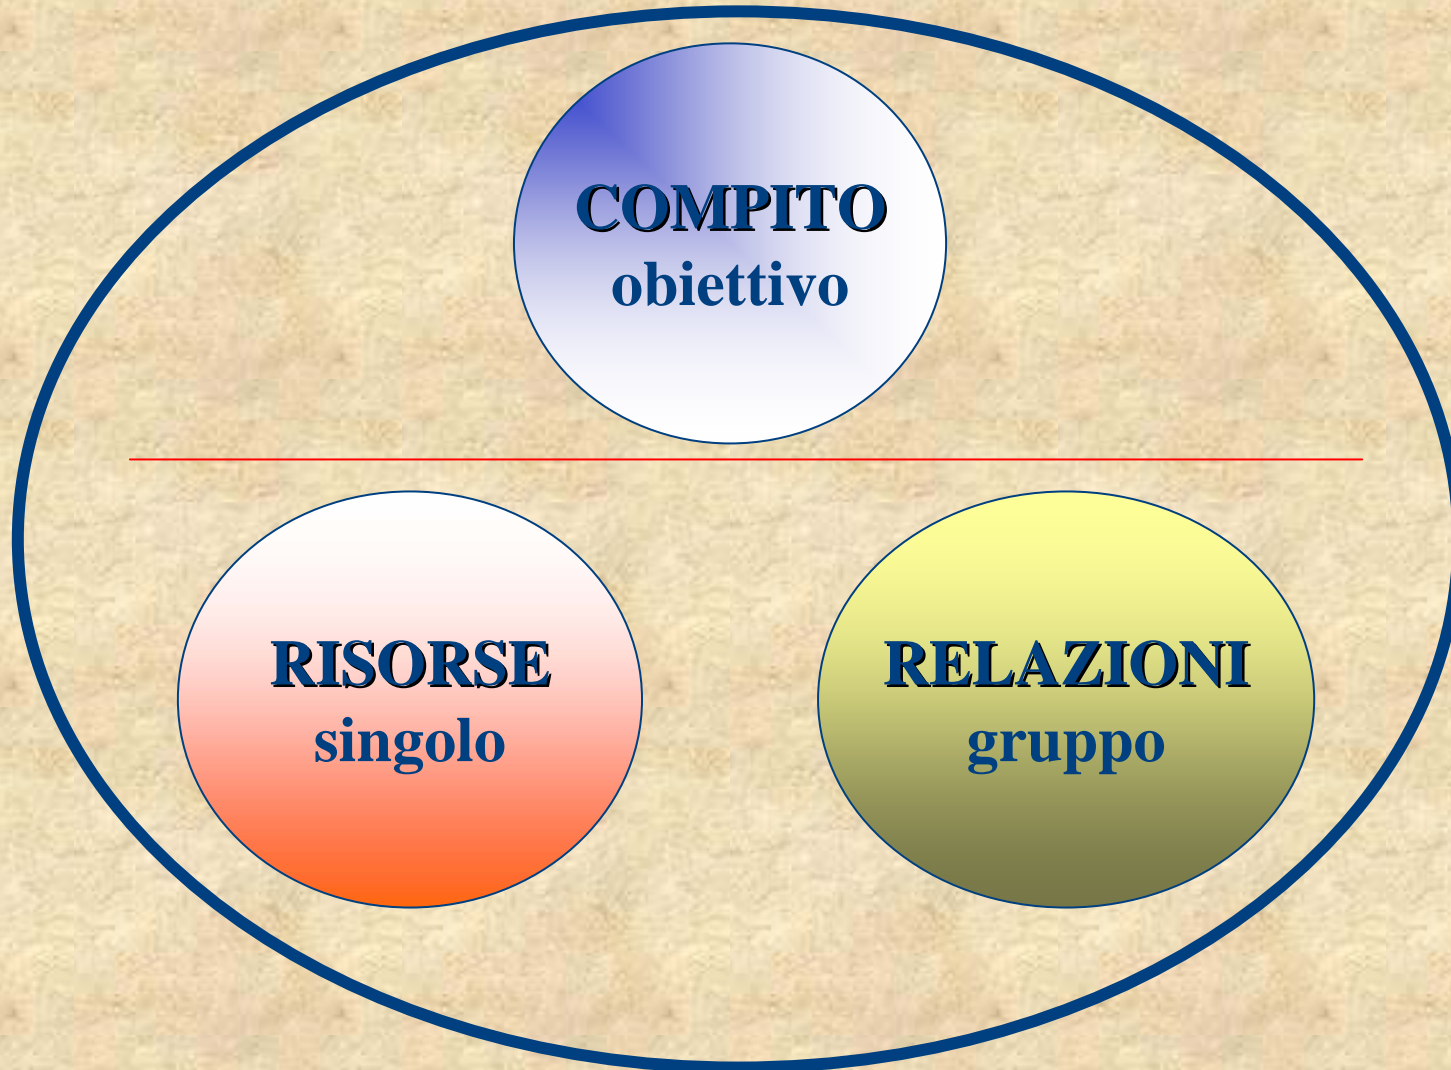 COMPITO
obiettivo
RISORSE
singolo
RELAZIONI
gruppo